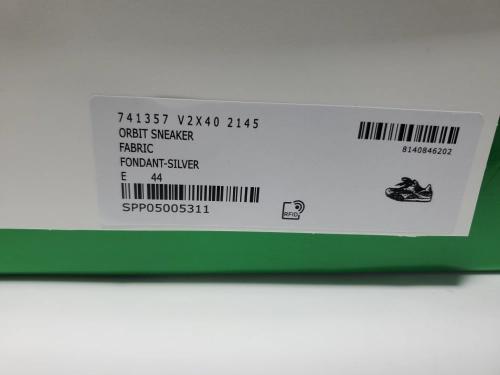 741357 V2X40 2145
ORBIT SNEAKER
FABRIC
FONDANT-SILVER
E 44
SPP05005311
8140846202
RFID